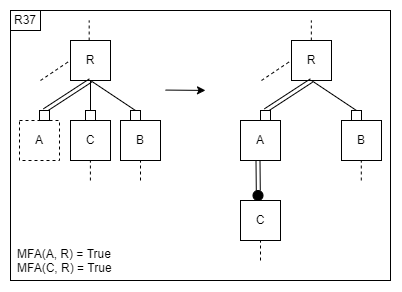 R37
R
R
A
C
B
A
B
C
MFA(A, R) = True
MFA(C, R) = True